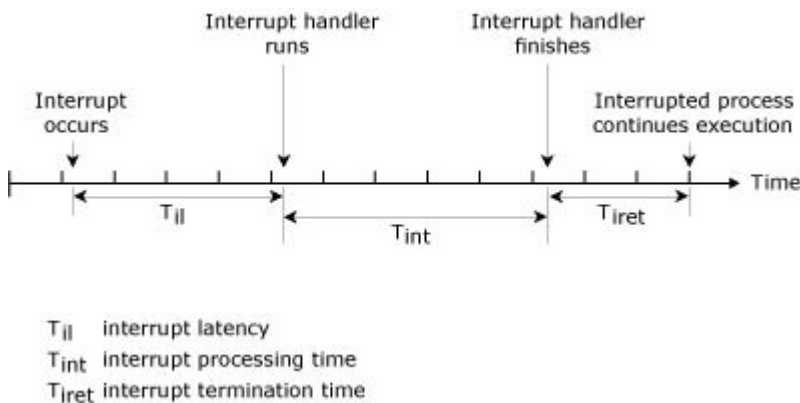 Interrupt handler
runs
Interrupt handler
finishes
Interrupt
occurs
Interrupted process
continues execution
Time
Til
Tint
Tiret
Til interrupt latency
Tint interrupt processing time
Tiret interrupt termination time